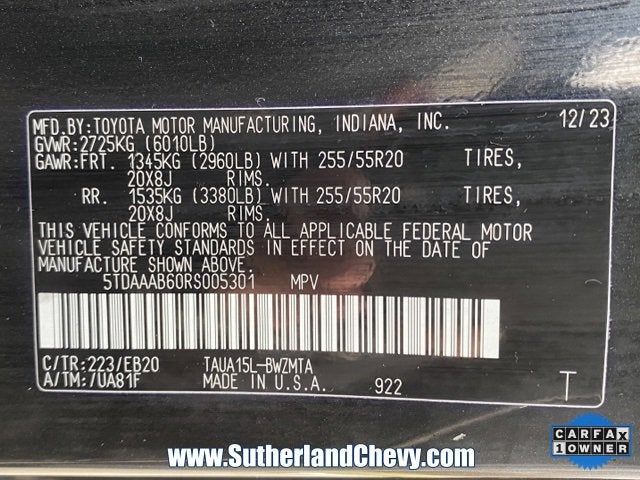 MFD.BY:TOYOTA MOTOR MANUFACTURING, INDIANA, INC. 12/23
GVWR:2725KG (6010LB)
GAWR:FRT. 1345KG (2960LB) WITH 255/55R20 TIRES,
20X8J RIMS.
RR. 1535KG (3380LB) WITH 255/55R20 TIRES,
20X8J RIMS.
THIS VEHICLE CONFORMS TO ALL APPLICABLE FEDERAL MOTOR
VEHICLE SAFETY STANDARDS IN EFFECT ON THE DATE OF
MANUFACTURE SHOWN ABOVE.
5TDAAAB60RS005301 MPV
C/TR:223/EB20 TAUA15L-BWZMTA
A/TM:/UA81F MADE IN U.S.A. 922 T
CARFAX
1 OWNER
www.SutherlandChevy.com